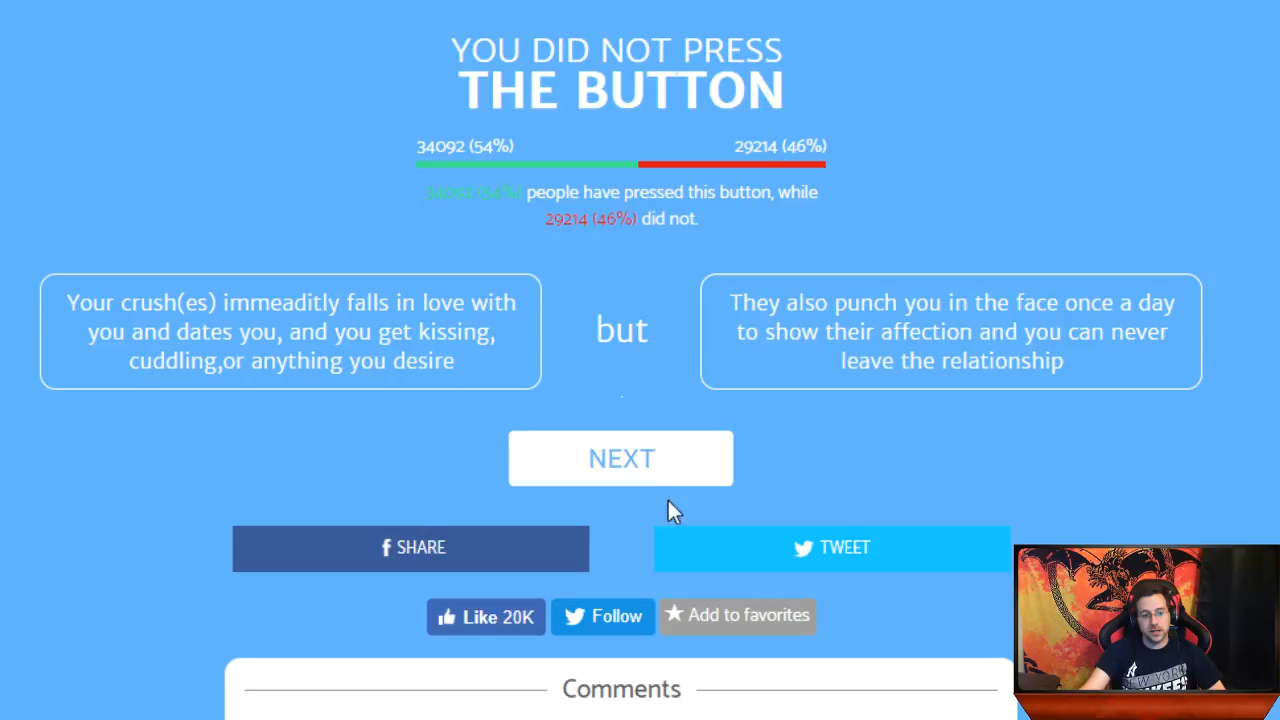 YOU DID NOT PRESS
THE BUTTON
34092 (54%)
29214 (46%)
34092 (54%) people have pressed this button, while
29214 (46%) did not.
Your crush(es) immeaditly falls in love with
you and dates you, and you get kissing,
cuddling,or anything you desire
but
They also punch you in the face once a day
to show their affection and you can never
leave the relationship
NEXT
SHARE
TWEET
Like 20K
Follow
Add to favorites
Comments
NEW YORK